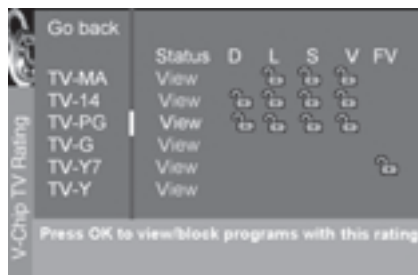 Go back
Status D L S V FV
TV-MA View
TV-14 View
TV-PG View
TV-G View
TV-Y7 View
TV-Y View
V-Chip TV Rating
Press OK to view/block programs with this rating